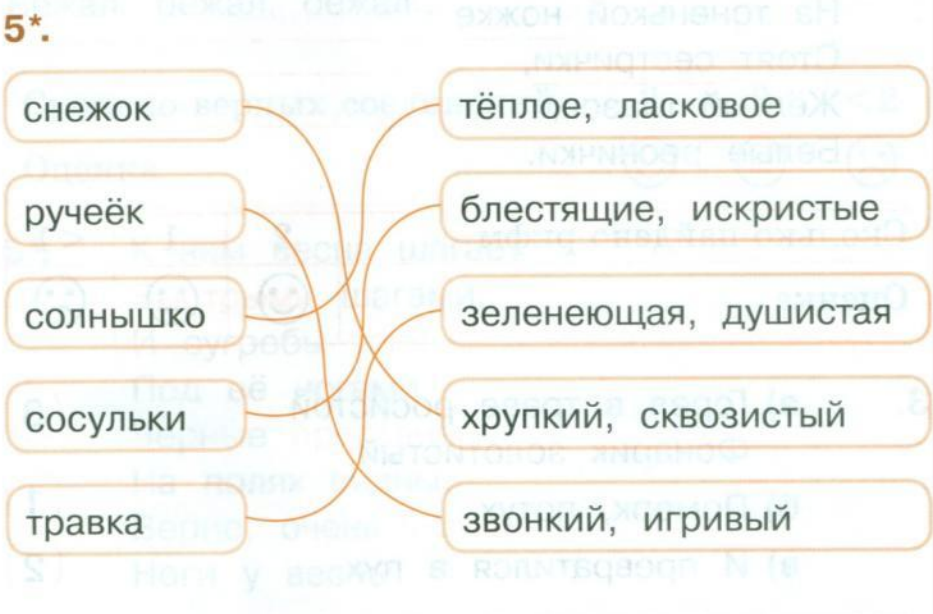 5*.
снежок
тёплое, ласковое
ручеёк
блестящие, искристые
солнышко
зеленеющая, душистая
сосульки
хрупкий, сквозистый
травка
звонкий, игривый